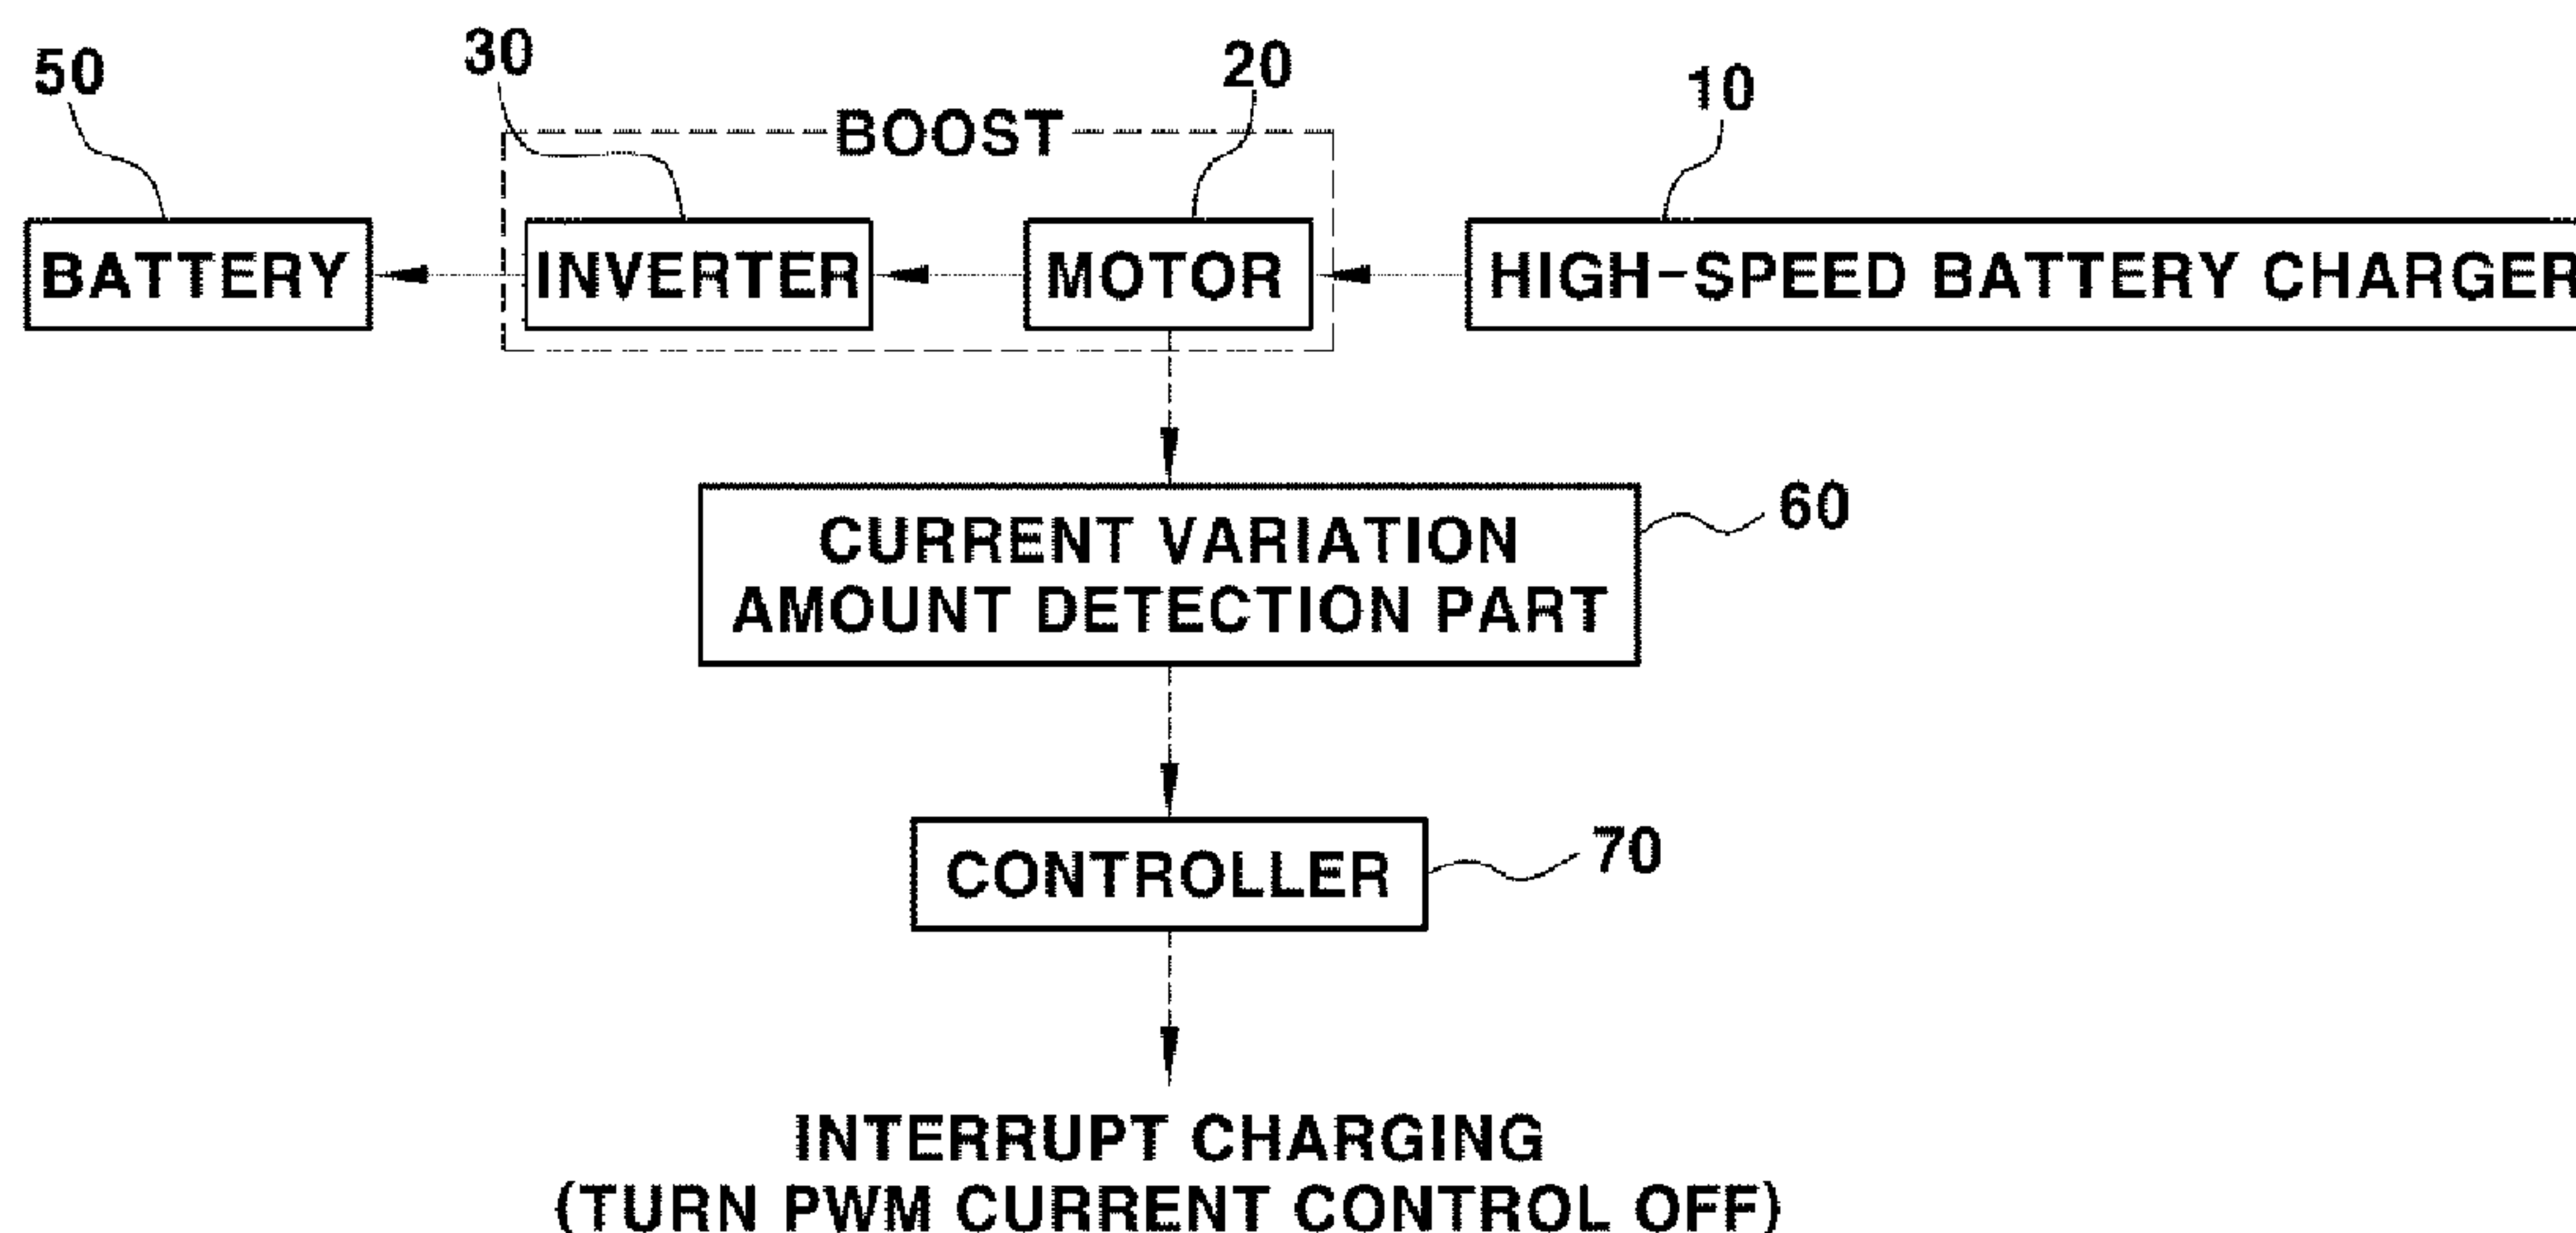 50
30
20
10
BOOST
BATTERY
INVERTER
MOTOR
HIGH-SPEED BATTERY CHARGER
CURRENT VARIATION
AMOUNT DETECTION PART
60
CONTROLLER
70
INTERRUPT CHARGING
(TURN PWM CURRENT CONTROL OFF)